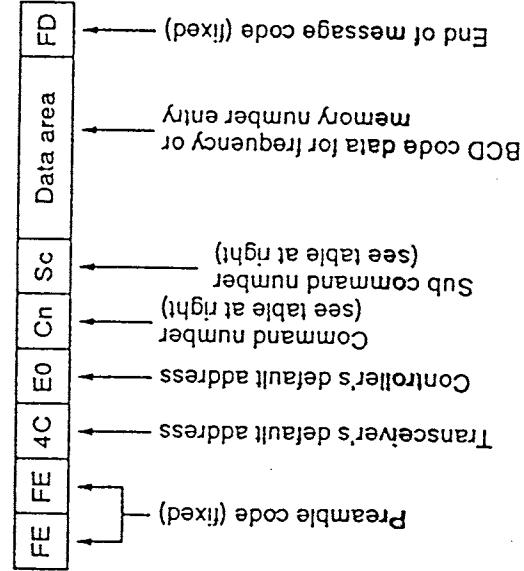 FE
FE
4C
E0
Cn
Sc
Data area
FD
Preamble code (fixed)
Transceiver's default address
Controller's default address
Command number
(see table at right)
Sub command number
(see table at right)
BCD code data for frequency or
memory number entry
End of message code (fixed)